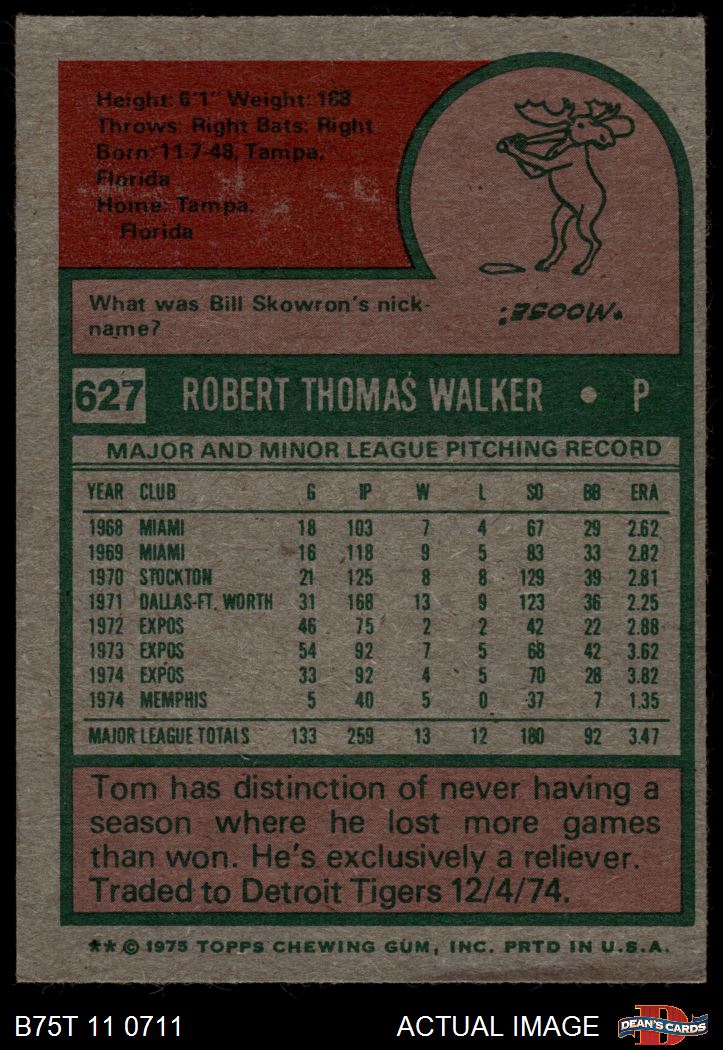 Height: 6'1" Weight: 168
Throws: Right Bats: Right
Born: 11-7-48, Tampa,
Florida
Home: Tampa,
Florida
What was Bill Skowron's nick-
name?
"Moose."
627 ROBERT THOMAS WALKER • P
MAJOR AND MINOR LEAGUE PITCHING RECORD
YEAR CLUB G IP W L SO BB ERA
1968 MIAMI 18 103 7 4 67 29 2.62
1969 MIAMI 16 118 9 5 83 33 2.82
1970 STOCKTON 21 125 8 8 129 39 2.81
1971 DALLAS-FT. WORTH 31 168 13 9 123 36 2.25
1972 EXPOS 46 75 2 2 42 22 2.88
1973 EXPOS 54 92 7 5 68 42 3.62
1974 EXPOS 33 92 4 5 70 28 3.82
1974 MEMPHIS 5 40 5 0 37 7 1.35
MAJOR LEAGUE TOTALS 133 259 13 12 180 92 3.47
Tom has distinction of never having a
season where he lost more games
than won. He's exclusively a reliever.
Traded to Detroit Tigers 12/4/74.
** © 1975 TOPPS CHEWING GUM, INC. PRTD IN U.S.A.
B75T 11 0711 ACTUAL IMAGE DEAN'S CARDS